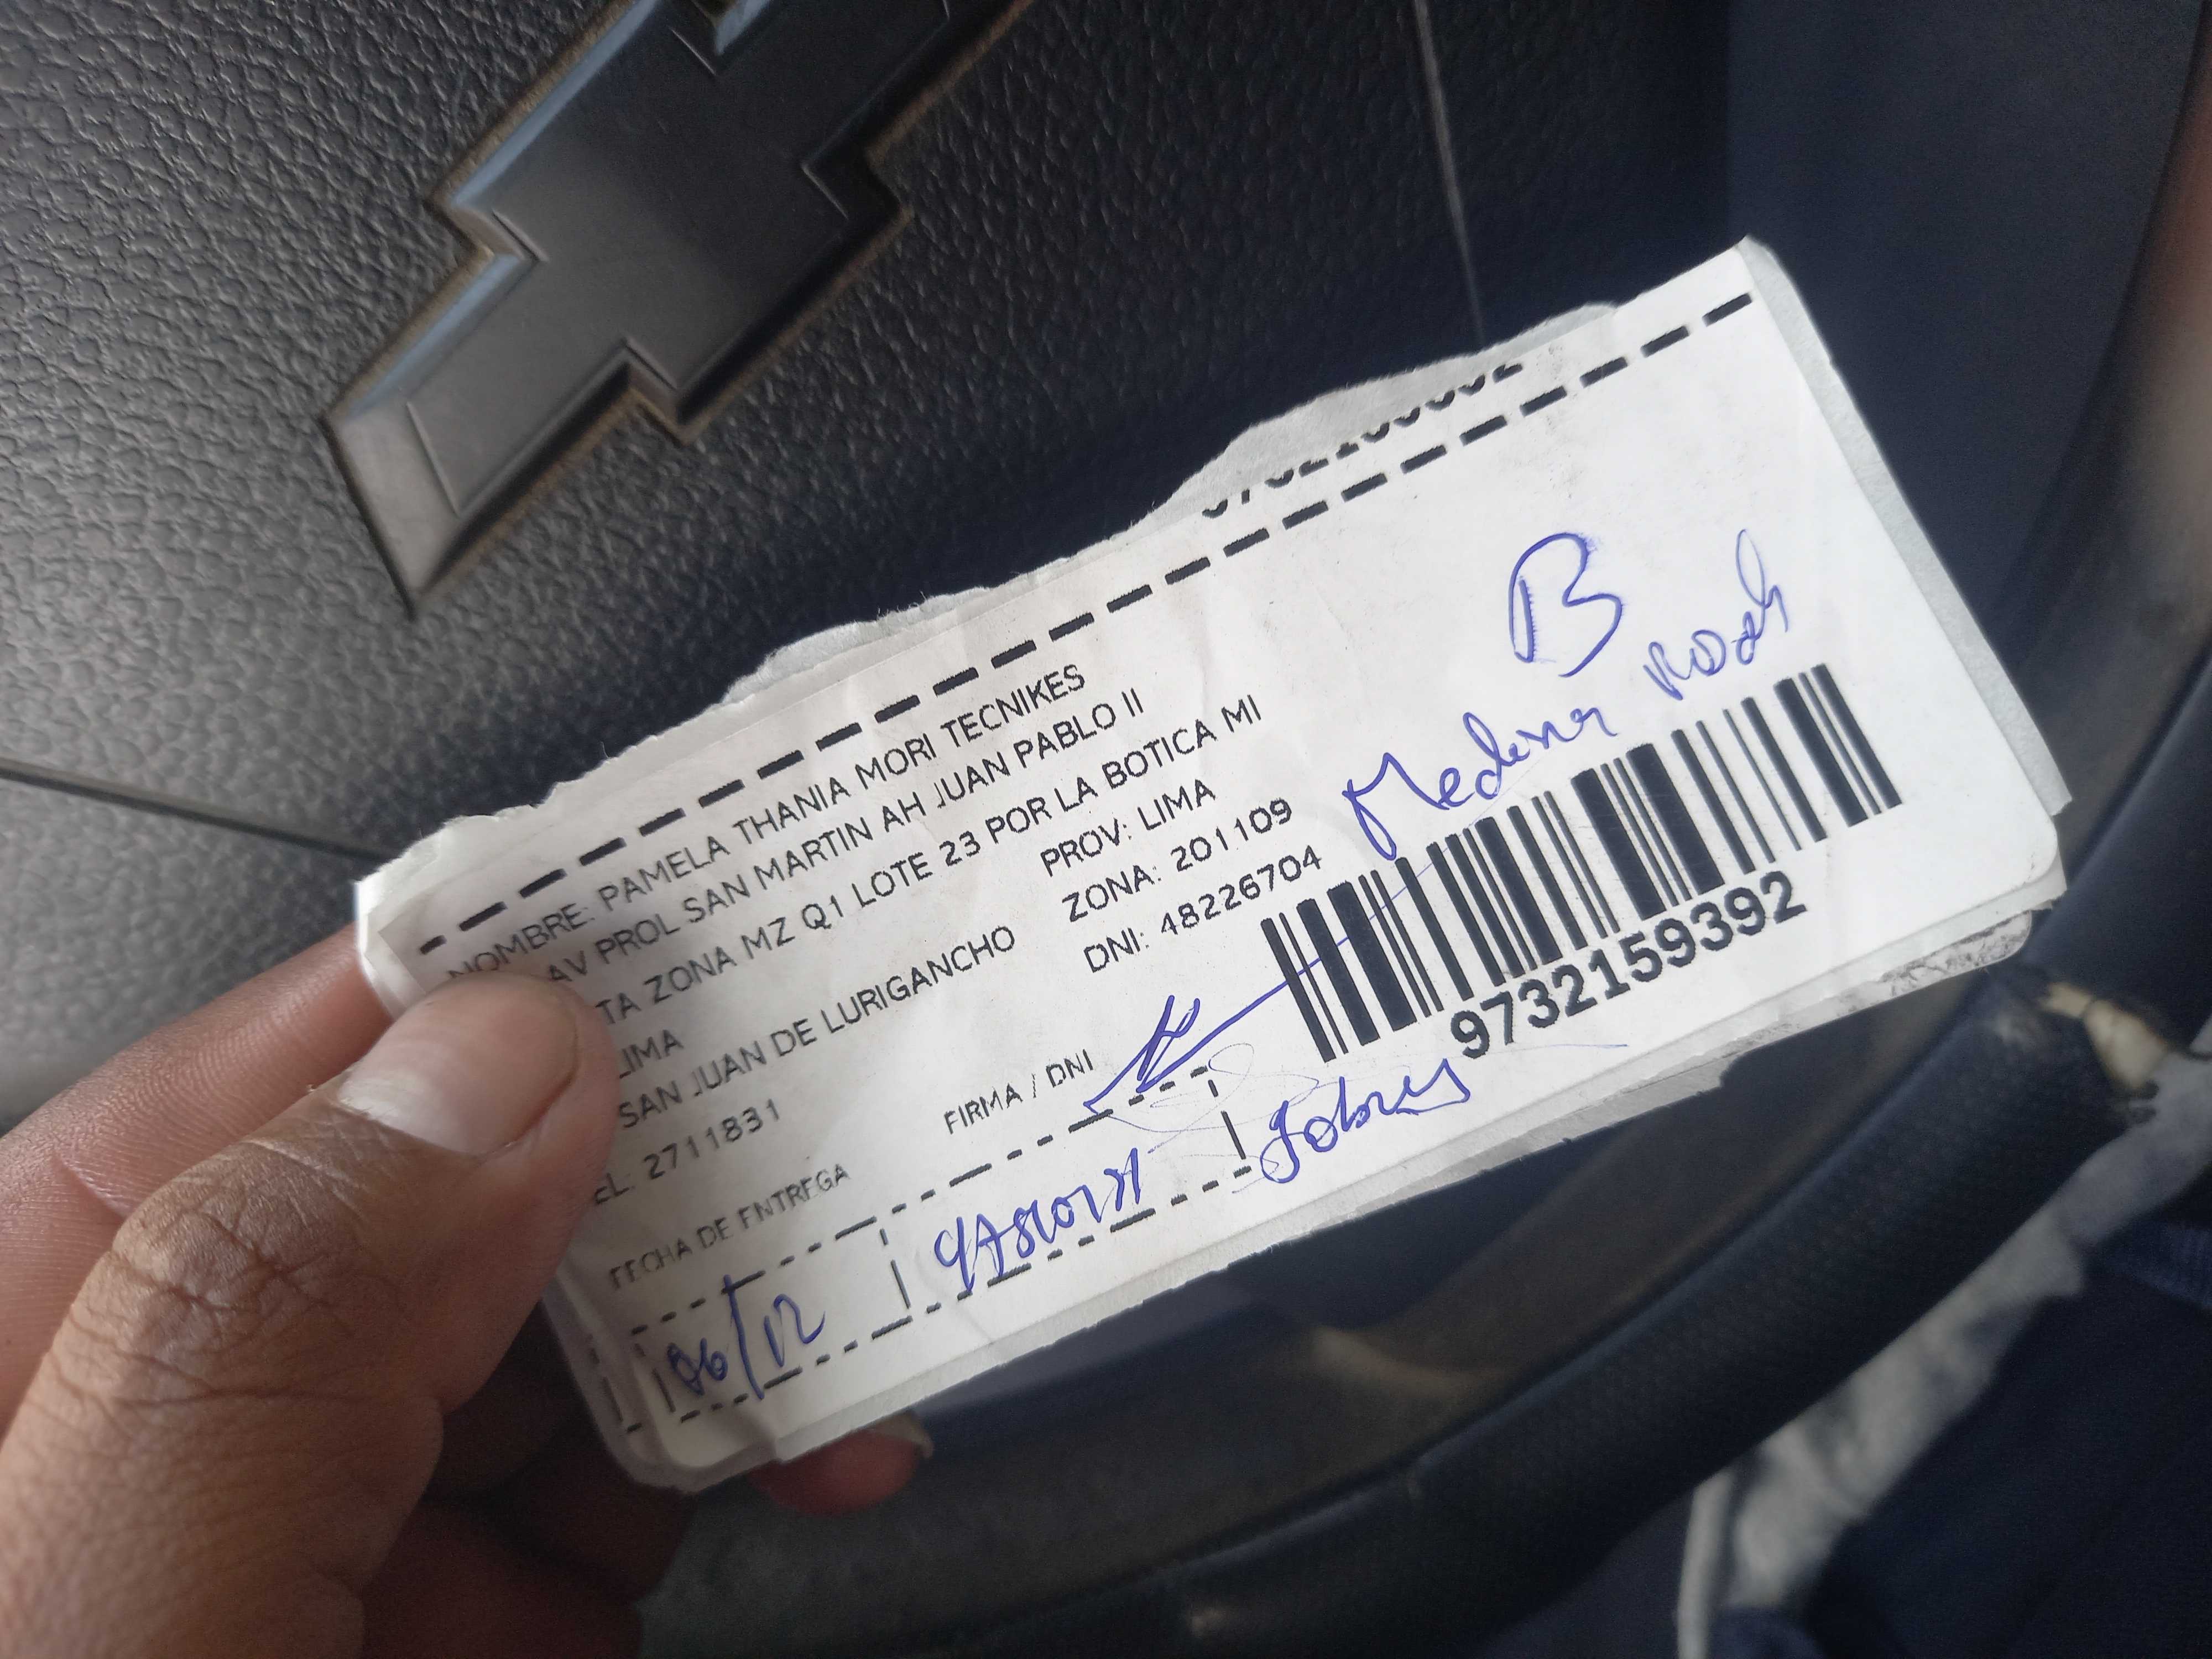 NOMBRE: PAMELA THANIA MORI TECNIKES
AV PROL SAN MARTIN AH JUAN PABLO II
TA ZONA MZ Q1 LOTE 23 POR LA BOTICA MI
LIMA PROV: LIMA
SAN JUAN DE LURIGANCHO ZONA: 201109
EL: 2711831 DNI: 48226704
B
Medina
9732159392
FECHA DE ENTREGA FIRMA / DNI
06/12